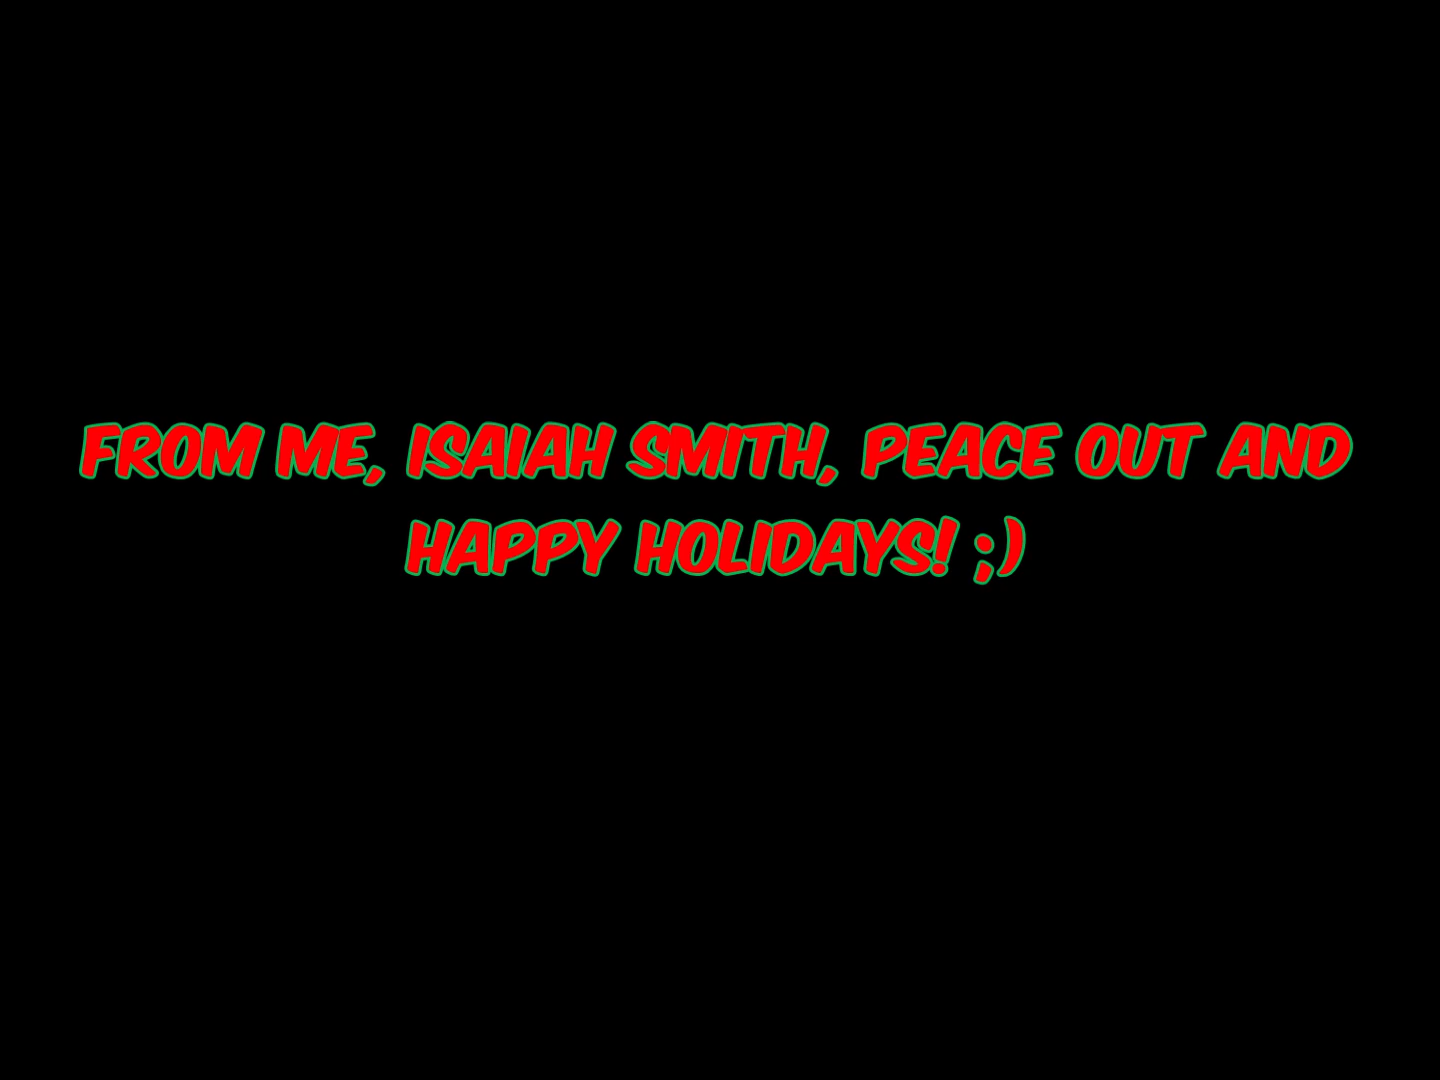 FROM ME, ISAIAH SMITH, PEACE OUT AND
HAPPY HOLIDAYS! ;)